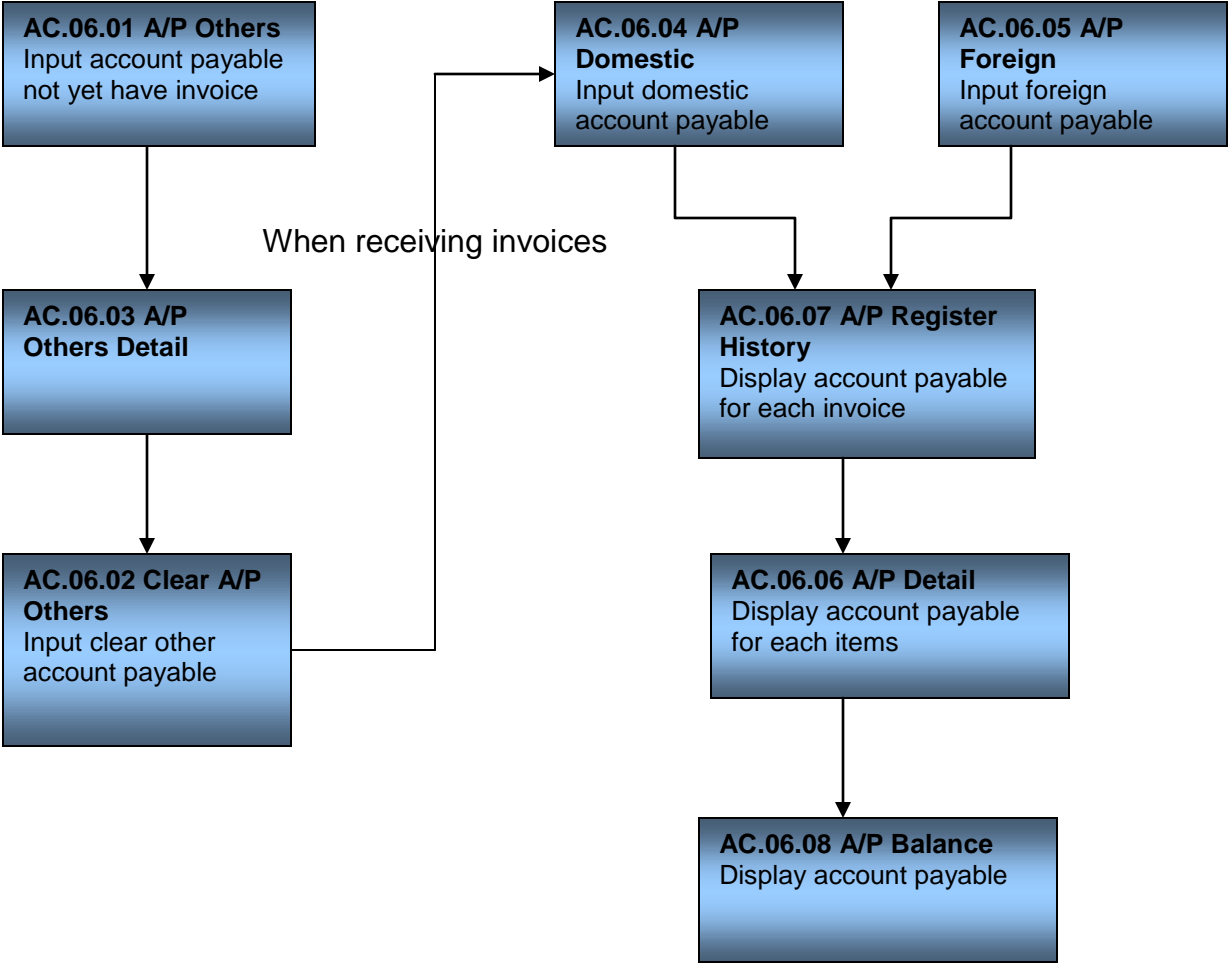 AC.06.01 A/P Others
Input account payable
not yet have invoice
AC.06.04 A/P
Domestic
Input domestic
account payable
AC.06.05 A/P
Foreign
Input foreign
account payable
When receiving invoices
AC.06.03 A/P
Others Detail
AC.06.07 A/P Register
History
Display account payable
for each invoice
AC.06.02 Clear A/P
Others
Input clear other
account payable
AC.06.06 A/P Detail
Display account payable
for each items
AC.06.08 A/P Balance
Display account payable